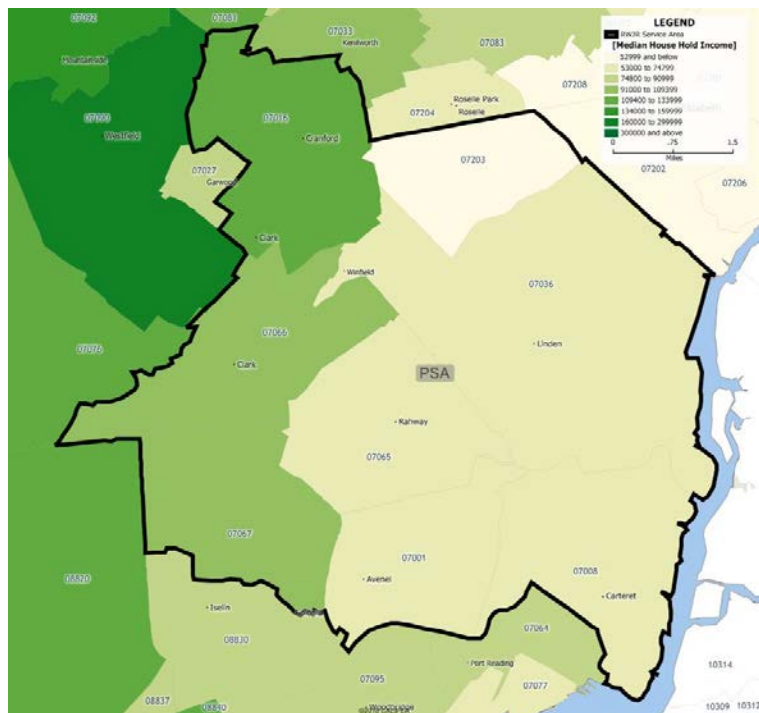 07092
07081
07033
Kenilworth
07083
Mountainside
LEGEND
RWJR Service Area
[Median House Hold Income]
52999 and below
53000 to 74799
74800 to 90999
91000 to 109399
109400 to 133999
134000 to 159999
160000 to 299999
300000 and above
0 .75 1.5
Miles
07208
Roselle Park
07204
Roselle
07090
Westfield
07016
Cranford
07203
07202
07206
07027
Garwood
Clark
Winfield
07036
07066
Linden
07076
Clark
PSA
Rahway
07065
07067
07001
07008
08820
Avenel
Carteret
Iselin
08830
07064
Port Reading
10314
07095
07077
08837
08840
Woodbridge
10309
10312